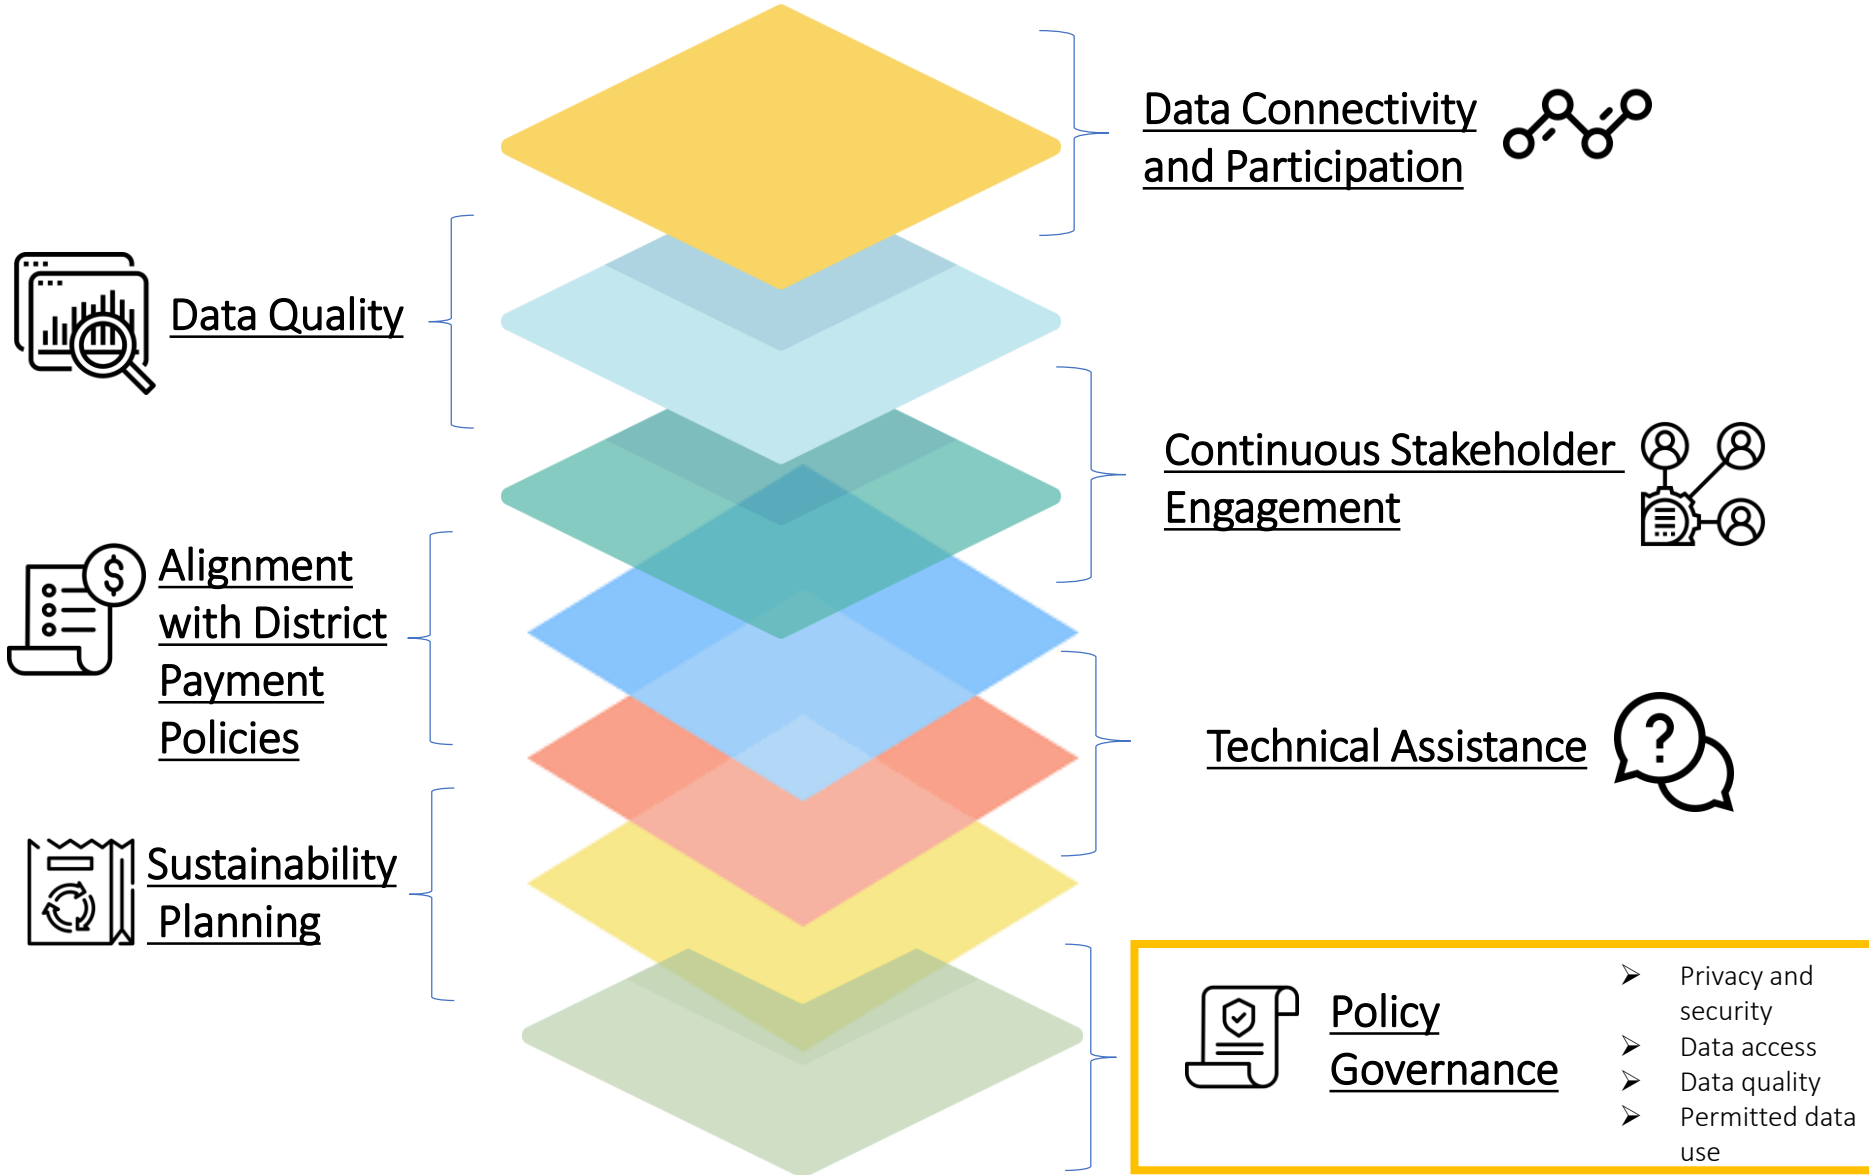 Data Connectivity
and Participation
Data Quality
Continuous Stakeholder
Engagement
Alignment
with District
Payment
Policies
Technical Assistance
Sustainability
Planning
Policy
Governance
➢ Privacy and
security
➢ Data access
➢ Data quality
➢ Permitted data
use
$
?